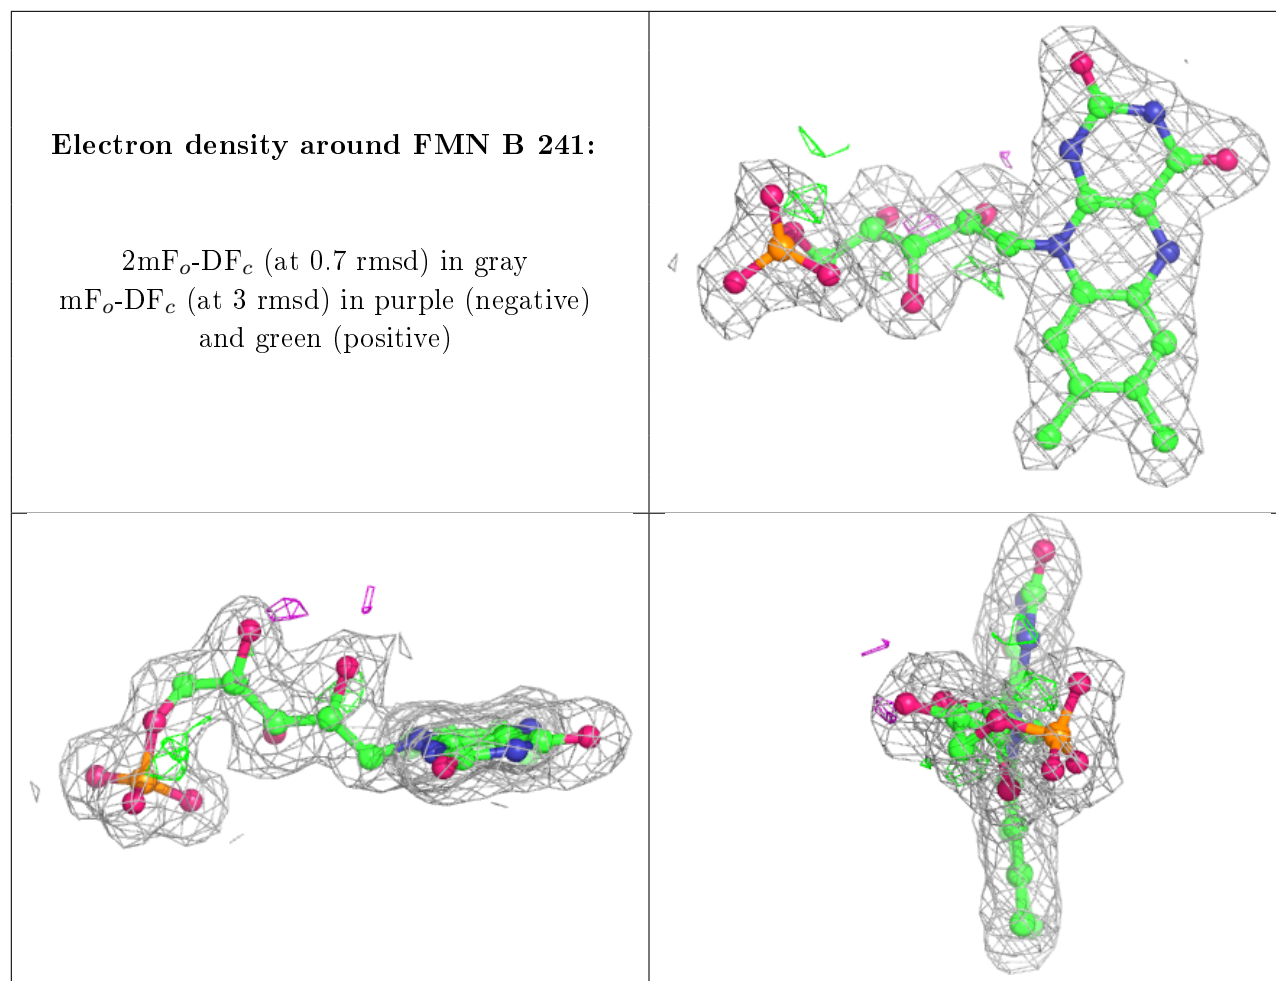 Electron density around FMN B 241:
2mFo-DFc (at 0.7 rmsd) in gray
mFo-DFc (at 3 rmsd) in purple (negative)
and green (positive)